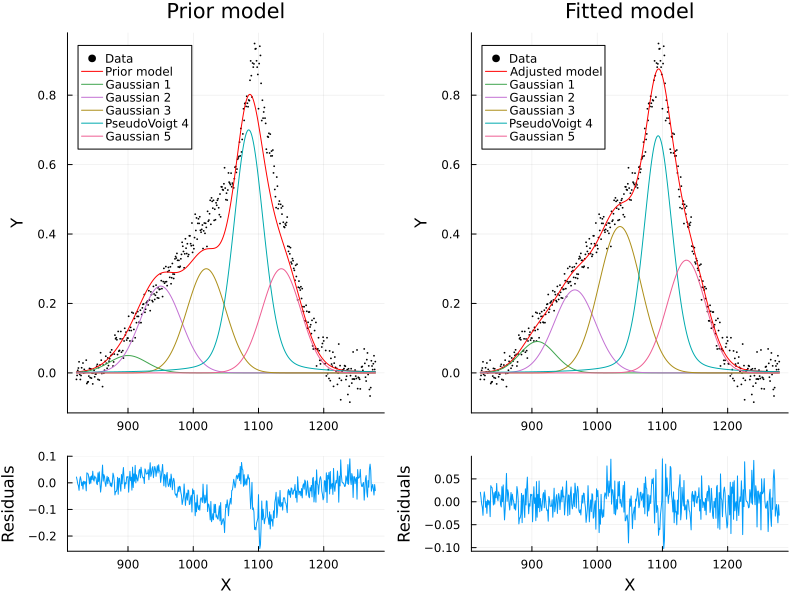 Prior model
Data
Prior model
Gaussian 1
Gaussian 2
Gaussian 3
PseudoVoigt 4
Gaussian 5
Y
0.8
0.6
0.4
0.2
0.0
900
1000
1100
1200
Residuals
0.1
0.0
−0.1
−0.2
900
1000
1100
1200
X
Fitted model
Data
Adjusted model
Gaussian 1
Gaussian 2
Gaussian 3
PseudoVoigt 4
Gaussian 5
Y
0.8
0.6
0.4
0.2
0.0
900
1000
1100
1200
Residuals
0.05
0.00
−0.05
−0.10
900
1000
1100
1200
X